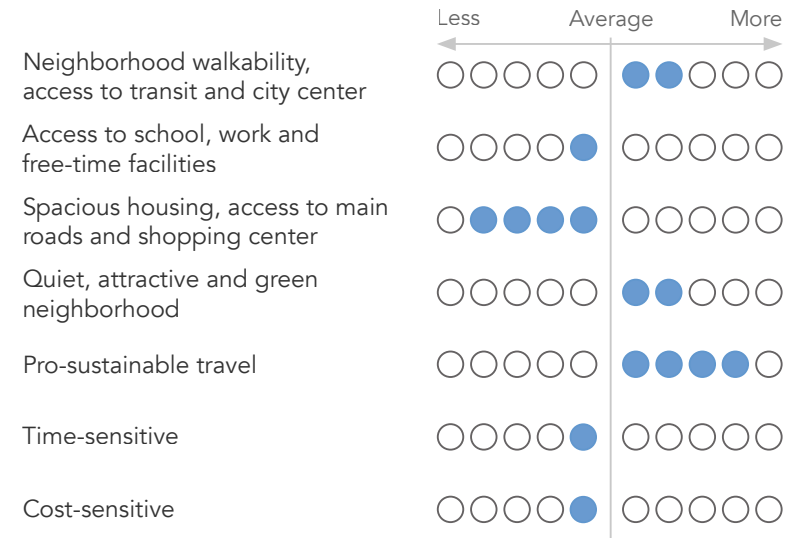 Less Average More
Neighborhood walkability,
access to transit and city center
Access to school, work and
free-time facilities
Spacious housing, access to main
roads and shopping center
Quiet, attractive and green
neighborhood
Pro-sustainable travel
Time-sensitive
Cost-sensitive